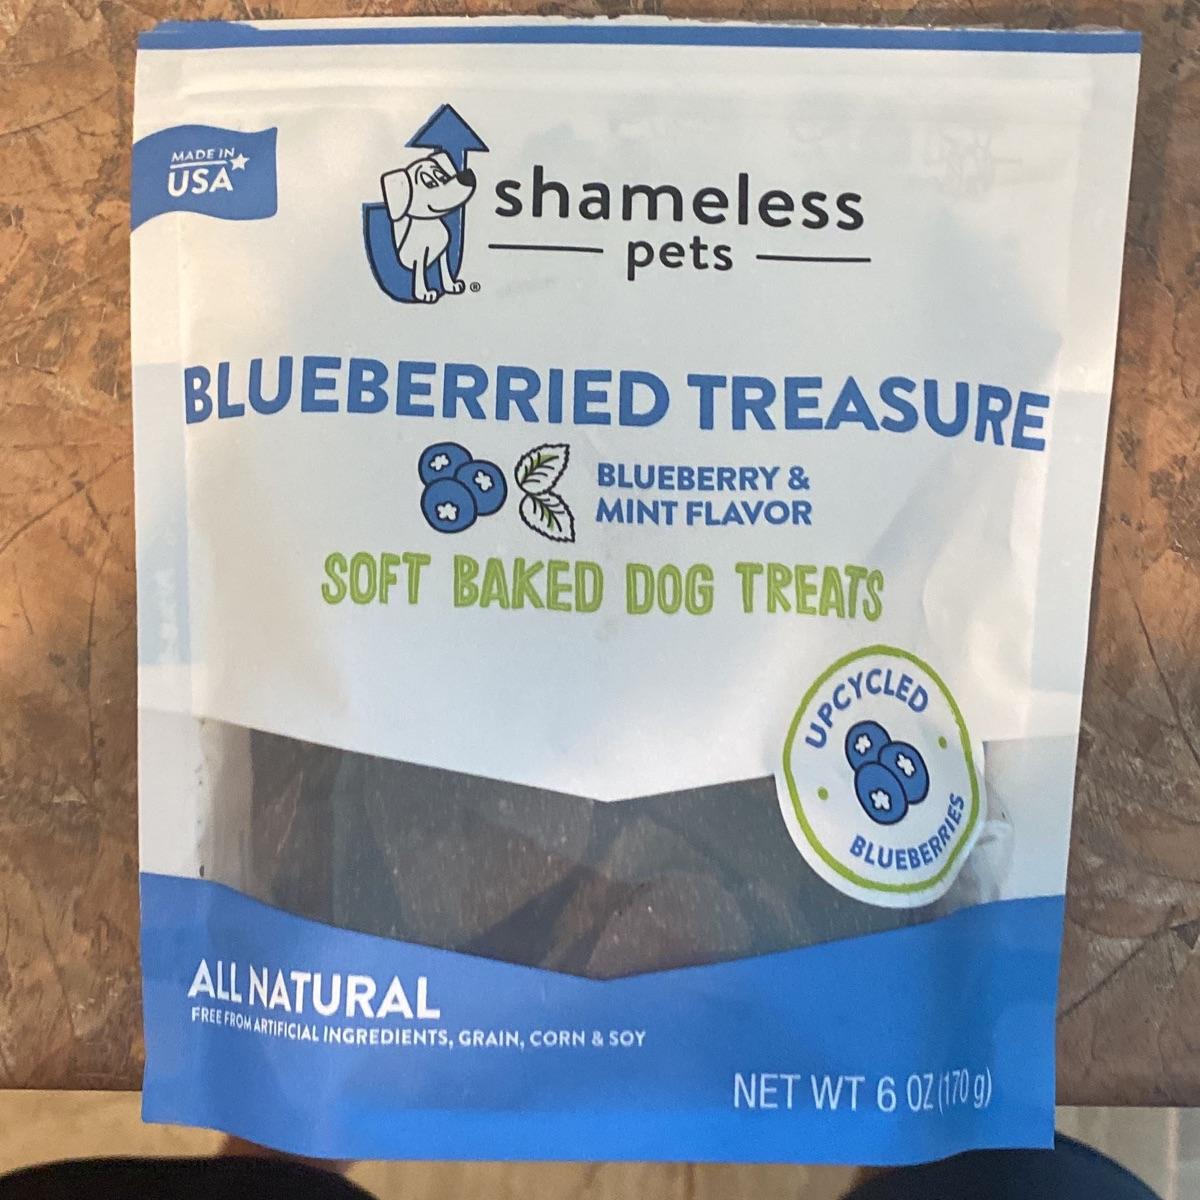 MADE IN
USA
shameless
pets
®
BLUEBERRIED TREASURE
BLUEBERRY &
MINT FLAVOR
SOFT BAKED DOG TREATS
UPCYCLED
BLUEBERRIES
ALL NATURAL
FREE FROM ARTIFICIAL INGREDIENTS, GRAIN, CORN & SOY
NET WT 6 OZ (170 g)